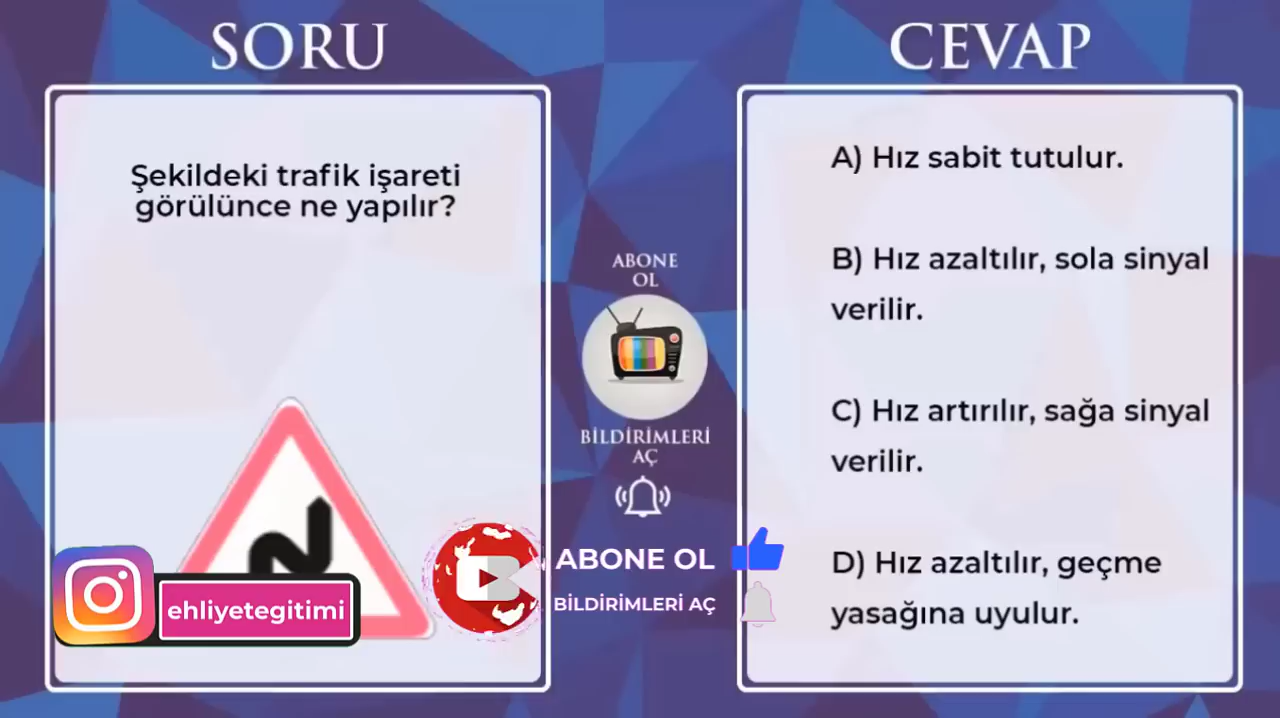 SORU
CEVAP
Şekildeki trafik işareti
görülünce ne yapılır?
A) Hız sabit tutulur.
B) Hız azaltılır, sola sinyal
verilir.
C) Hız artırılır, sağa sinyal
verilir.
D) Hız azaltılır, geçme
yasağına uyulur.
ABONE
OL
BİLDİRİMLERİ
AÇ
ABONE OL
BİLDİRİMLERİ AÇ
ehliyetegitimi